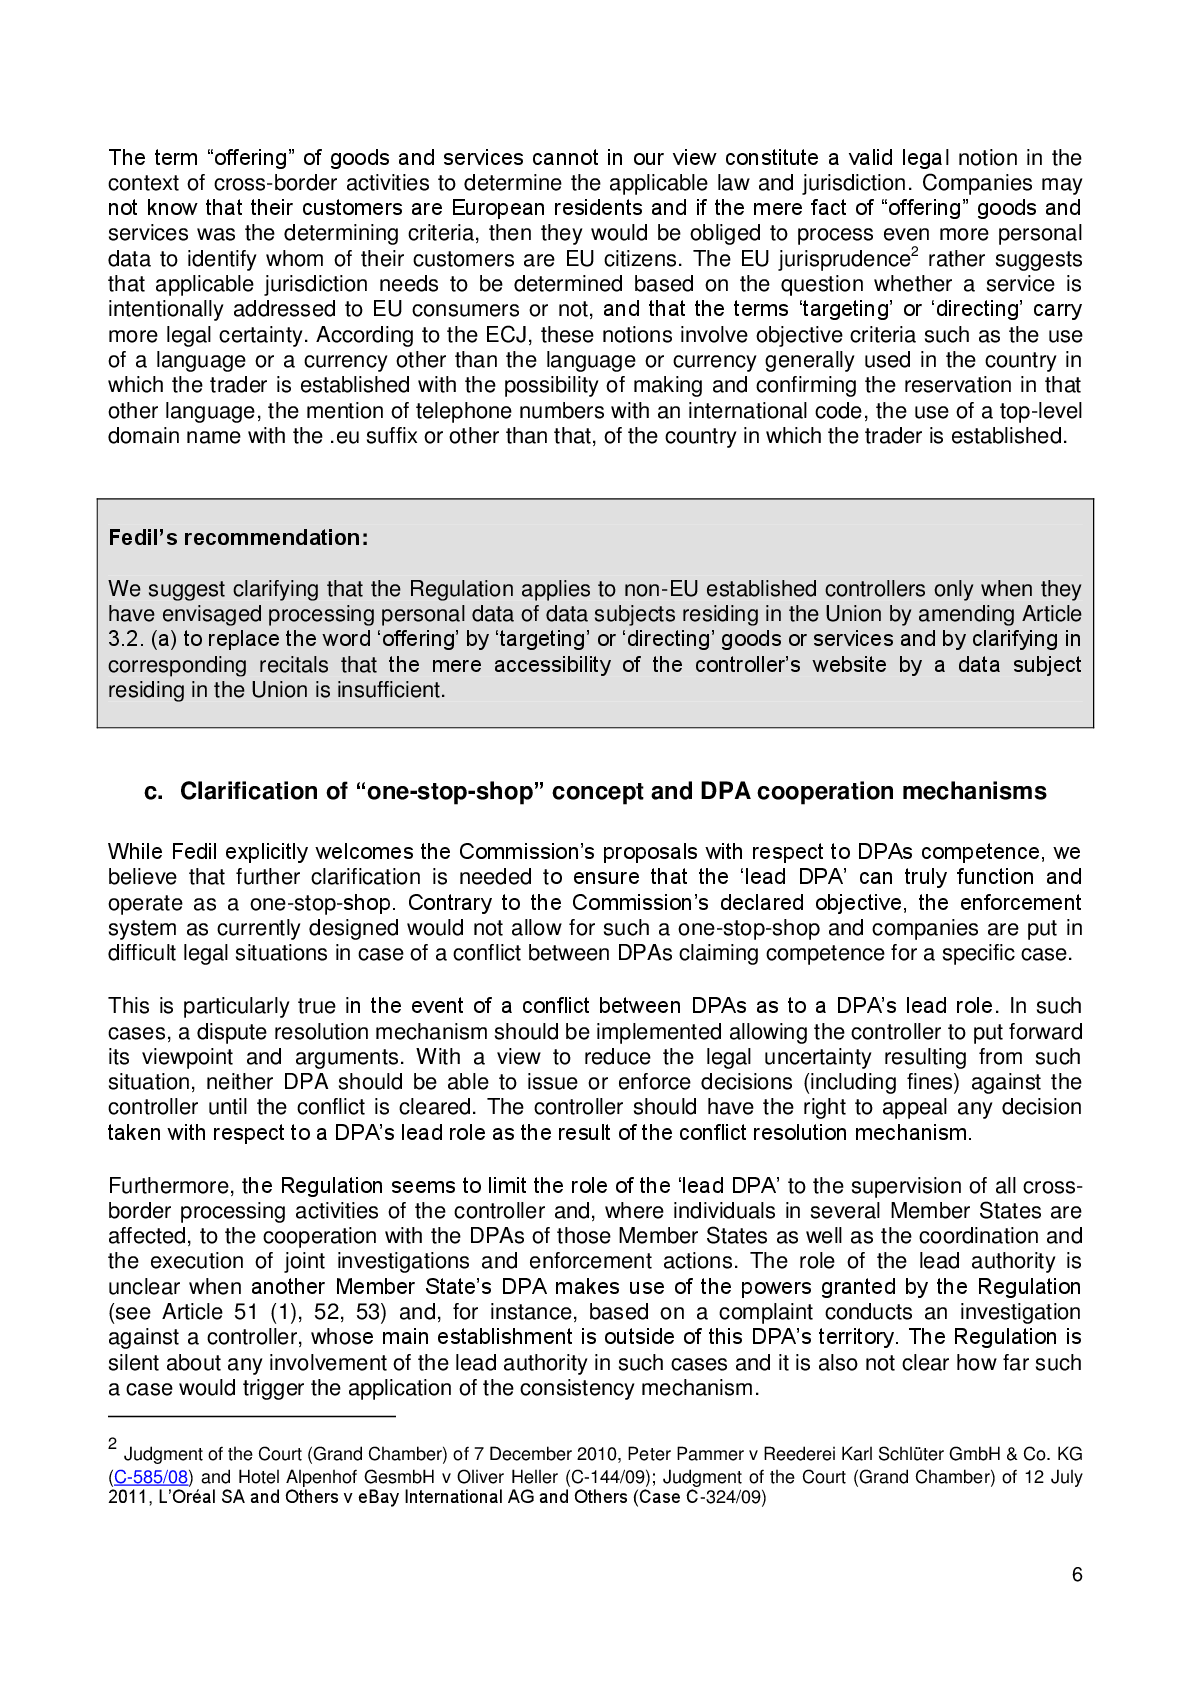 The term “offering” of goods and services cannot in our view constitute a valid legal notion in the
context of cross-border activities to determine the applicable law and jurisdiction. Companies may
not know that their customers are European residents and if the mere fact of “offering” goods and
services was the determining criteria, then they would be obliged to process even more personal
data to identify whom of their customers are EU citizens. The EU jurisprudence2 rather suggests
that applicable jurisdiction needs to be determined based on the question whether a service is
intentionally addressed to EU consumers or not, and that the terms ‘targeting’ or ‘directing’ carry
more legal certainty. According to the ECJ, these notions involve objective criteria such as the use
of a language or a currency other than the language or currency generally used in the country in
which the trader is established with the possibility of making and confirming the reservation in that
other language, the mention of telephone numbers with an international code, the use of a top-level
domain name with the .eu suffix or other than that, of the country in which the trader is established.
Fedil’s recommendation:
We suggest clarifying that the Regulation applies to non-EU established controllers only when they
have envisaged processing personal data of data subjects residing in the Union by amending Article
3.2. (a) to replace the word ‘offering’ by ‘targeting’ or ‘directing’ goods or services and by clarifying in
corresponding recitals that the mere accessibility of the controller’s website by a data subject
residing in the Union is insufficient.
c. Clarification of “one-stop-shop” concept and DPA cooperation mechanisms
While Fedil explicitly welcomes the Commission’s proposals with respect to DPAs competence, we
believe that further clarification is needed to ensure that the ‘lead DPA’ can truly function and
operate as a one-stop-shop. Contrary to the Commission’s declared objective, the enforcement
system as currently designed would not allow for such a one-stop-shop and companies are put in
difficult legal situations in case of a conflict between DPAs claiming competence for a specific case.
This is particularly true in the event of a conflict between DPAs as to a DPA’s lead role. In such
cases, a dispute resolution mechanism should be implemented allowing the controller to put forward
its viewpoint and arguments. With a view to reduce the legal uncertainty resulting from such
situation, neither DPA should be able to issue or enforce decisions (including fines) against the
controller until the conflict is cleared. The controller should have the right to appeal any decision
taken with respect to a DPA’s lead role as the result of the conflict resolution mechanism.
Furthermore, the Regulation seems to limit the role of the ‘lead DPA’ to the supervision of all cross-
border processing activities of the controller and, where individuals in several Member States are
affected, to the cooperation with the DPAs of those Member States as well as the coordination and
the execution of joint investigations and enforcement actions. The role of the lead authority is
unclear when another Member State’s DPA makes use of the powers granted by the Regulation
(see Article 51 (1), 52, 53) and, for instance, based on a complaint conducts an investigation
against a controller, whose main establishment is outside of this DPA’s territory. The Regulation is
silent about any involvement of the lead authority in such cases and it is also not clear how far such
a case would trigger the application of the consistency mechanism.
2 Judgment of the Court (Grand Chamber) of 7 December 2010, Peter Pammer v Reederei Karl Schlüter GmbH & Co. KG
(C-585/08) and Hotel Alpenhof GesmbH v Oliver Heller (C-144/09); Judgment of the Court (Grand Chamber) of 12 July
2011, L’Oréal SA and Others v eBay International AG and Others (Case C-324/09)
6